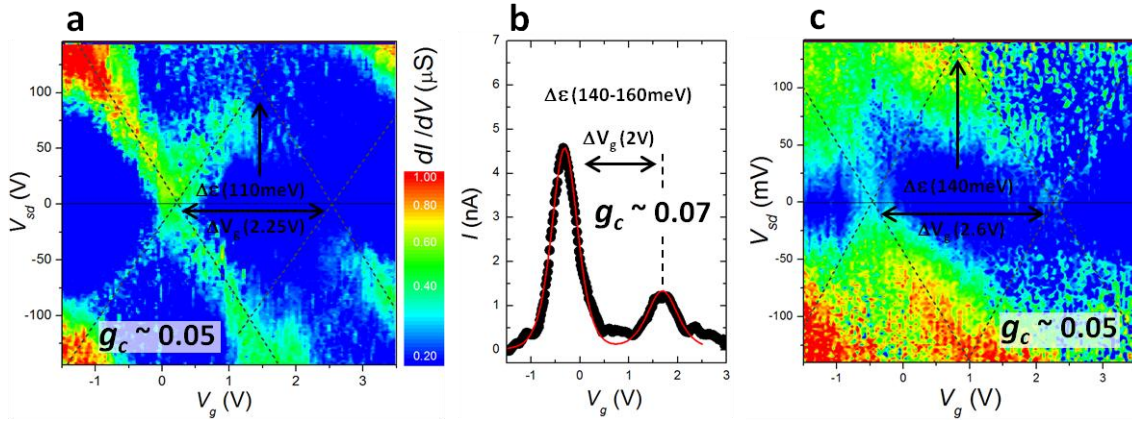 a
V_sd (V)
100
50
0
-50
-100
-1
0
1
2
3
V_g (V)
Δε (110meV)
ΔV_g (2.25V)
g_c ~ 0.05
dI/dV (μS)
1.00
0.80
0.60
0.40
0.20
b
I (nA)
7
6
5
4
3
2
1
0
-1
0
1
2
3
V_g (V)
Δε (140-160meV)
ΔV_g (2V)
g_c ~ 0.07
c
V_sd (mV)
100
50
0
-50
-100
-1
0
1
2
3
V_g (V)
Δε (140meV)
ΔV_g (2.6V)
g_c ~ 0.05